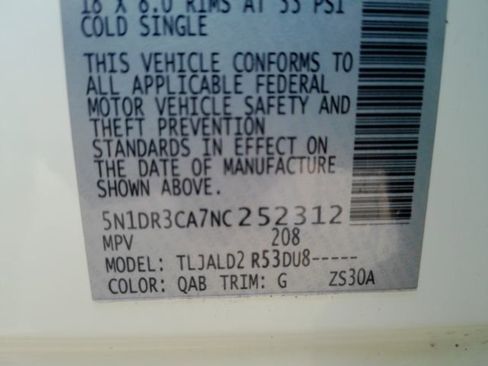 18 X 8.0 RIMS AT 35 PSI
COLD SINGLE
THIS VEHICLE CONFORMS TO
ALL APPLICABLE FEDERAL
MOTOR VEHICLE SAFETY AND
THEFT PREVENTION
STANDARDS IN EFFECT ON
THE DATE OF MANUFACTURE
SHOWN ABOVE.
5N1DR3CA7NC252312
MPV 208
MODEL: TLJALD2 R53DU8-----
COLOR: QAB TRIM: G ZS30A